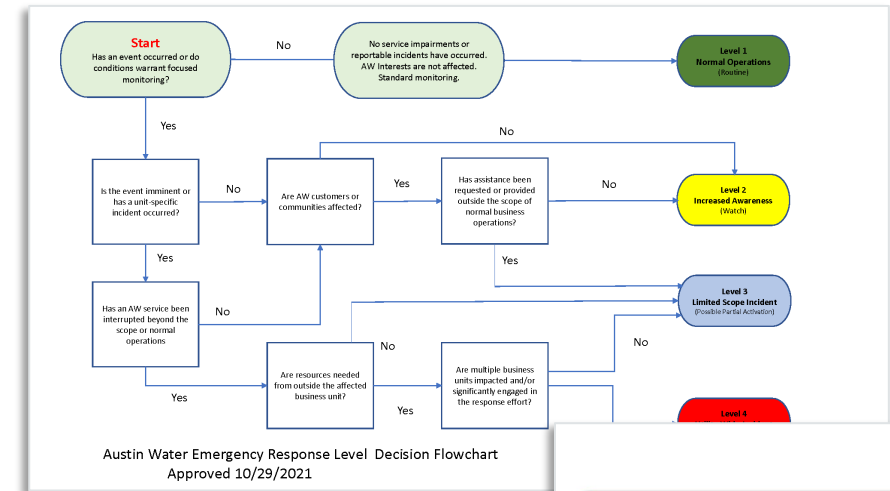 Start
Has an event occurred or do
conditions warrant focused
monitoring?
No
No service impairments or
reportable incidents have occurred.
AW Interests are not affected.
Standard monitoring.
Level 1
Normal Operations
(Routine)
Yes
No
Is the event imminent or
has a unit-specific
incident occurred?
No
Are AW customers or
communities affected?
Yes
Has assistance been
requested or provided
outside the scope of
normal business
operations?
No
Level 2
Increased Awareness
(Watch)
Yes
Yes
Has an AW service been
interrupted beyond the
scope or normal
operations
No
Level 3
Limited Scope Incident
(Possible Partial Activation)
No
No
Are resources needed
from outside the affected
business unit?
Are multiple business
units impacted and/or
significantly engaged in
the response effort?
Yes
Yes
Level 4
Austin Water Emergency Response Level Decision Flowchart
Approved 10/29/2021